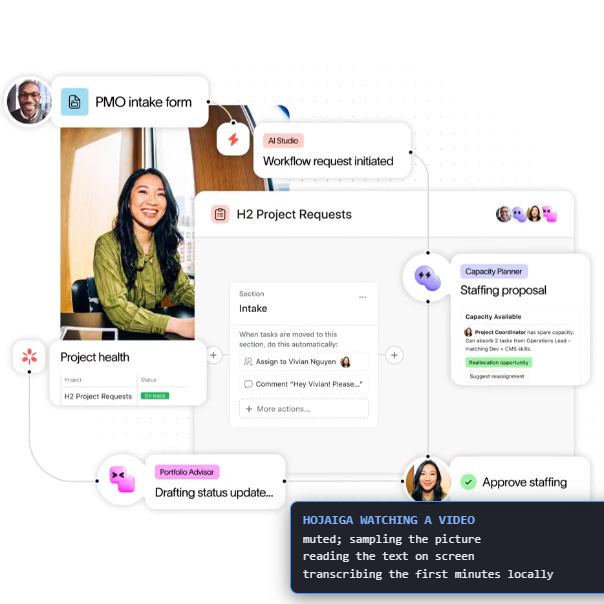 PMO intake form
AI Studio
Workflow request initiated
H2 Project Requests
Capacity Planner
Staffing proposal
Capacity Available
Project Coordinator has spare capacity.
Can absorb 2 tasks from Operations Lead –
matching Dev + CMS skills.
Reallocation opportunity
Suggest reassignment
Section
Intake
When tasks are moved to this
section, do this automatically:
Assign to Vivian Nguyen
Comment “Hey Vivian! Please...”
More actions...
Project health
Project Status
H2 Project Requests On track
Portfolio Advisor
Drafting status update...
Approve staffing
HOJAIGA WATCHING A VIDEO
muted; sampling the picture
reading the text on screen
transcribing the first minutes locally